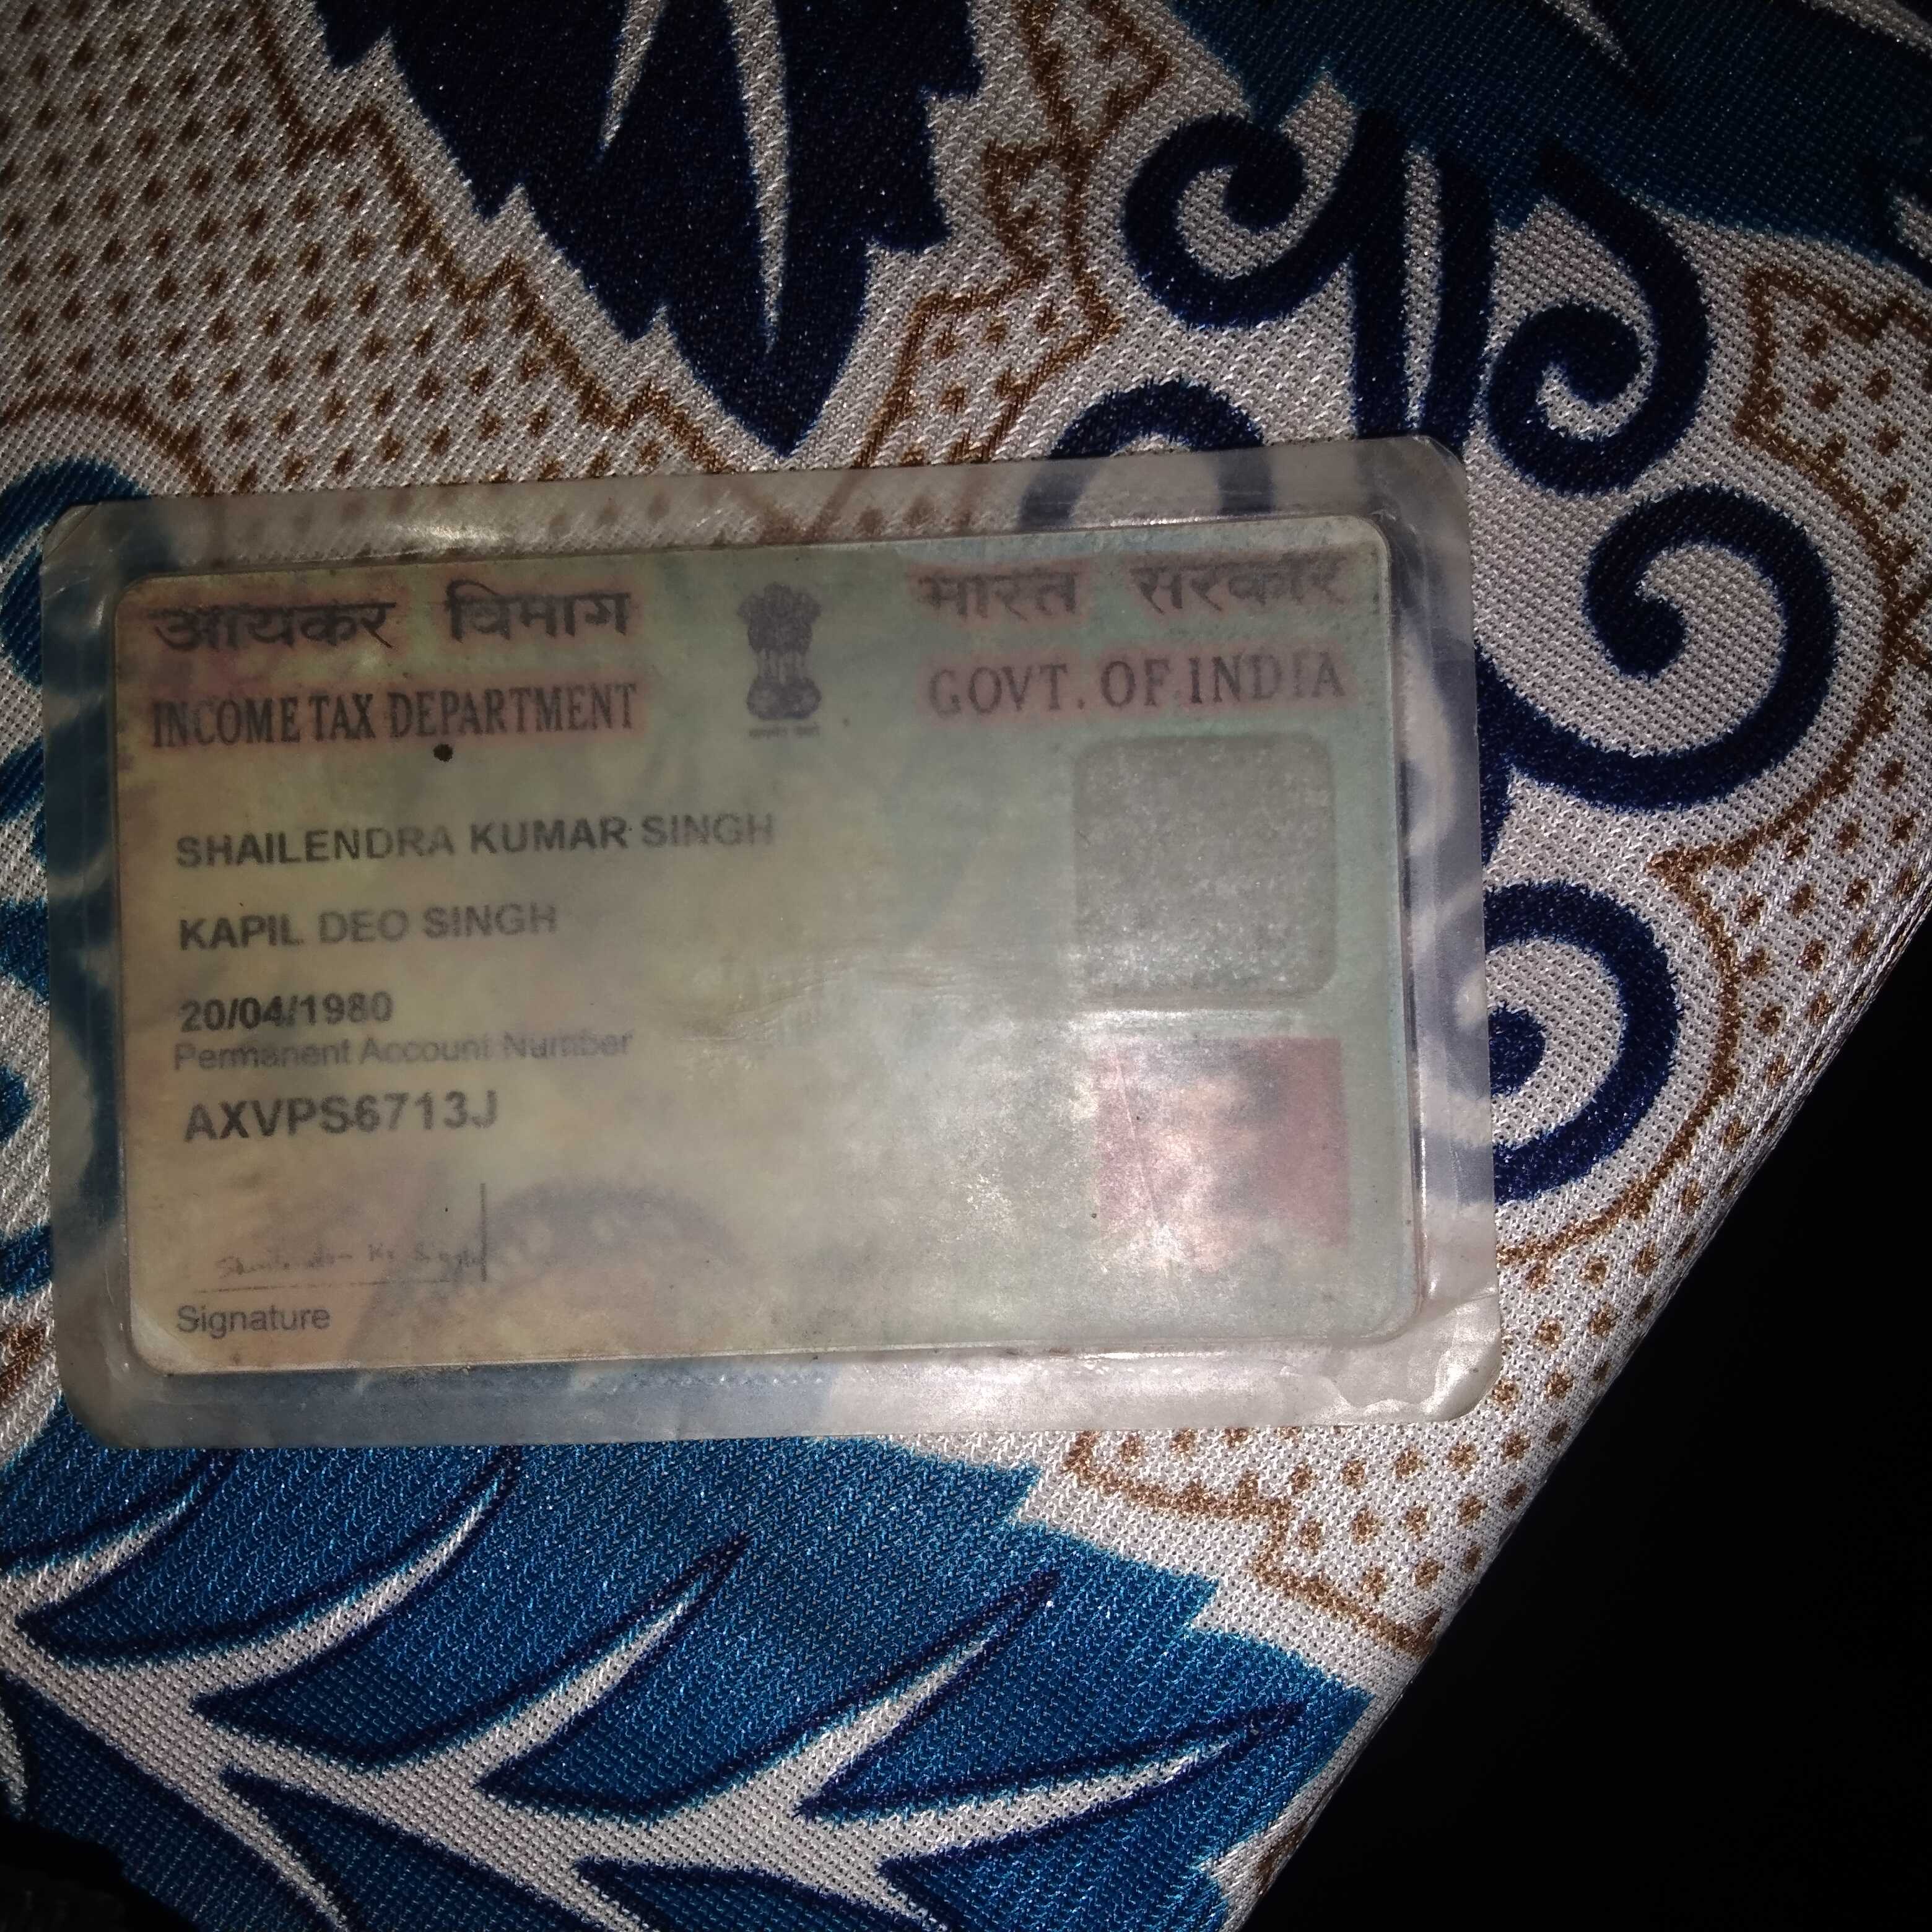 आयकर विभाग
INCOME TAX DEPARTMENT
भारत सरकार
GOVT. OF INDIA
SHAILENDRA KUMAR SINGH
KAPIL DEO SINGH
20/04/1980
Permanent Account Number
AXVPS6713J
Signature